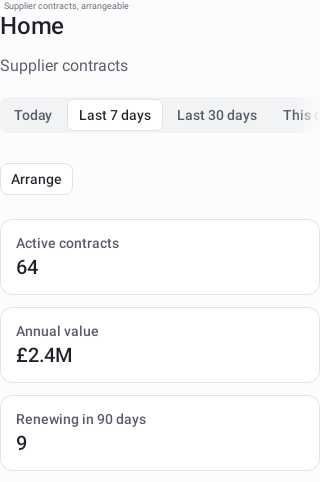 Supplier contracts, arrangeable
Home
Supplier contracts
Today Last 7 days Last 30 days This
Arrange
Active contracts
64
Annual value
£2.4M
Renewing in 90 days
9